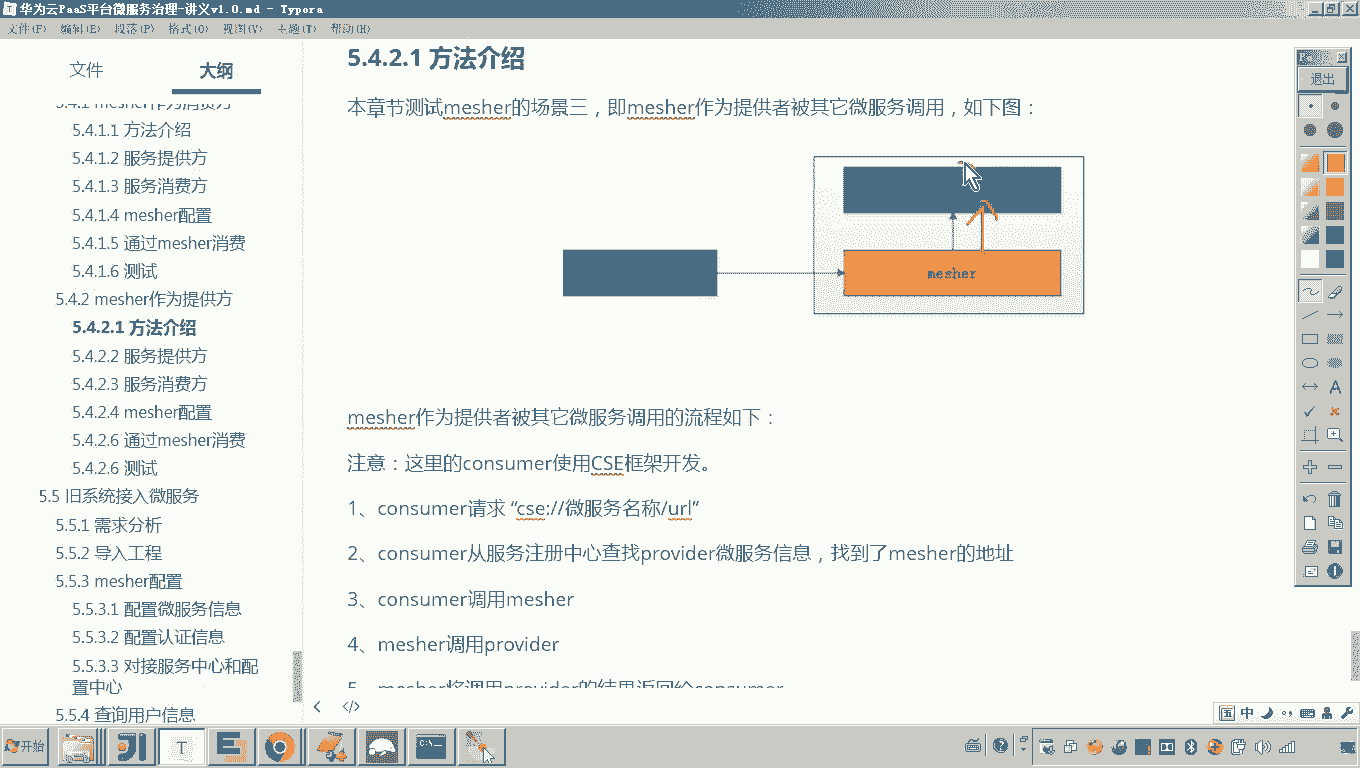 华为云PaaS平台微服务治理-讲义v1.0.md - Typora
文件(F) 编辑(E) 段落(P) 格式(O) 视图(V) 主题(T) 帮助(H)
文件 大纲
5.4.1 mesher作为消费方
5.4.1.1 方法介绍
5.4.1.2 服务提供方
5.4.1.3 服务消费方
5.4.1.4 mesher配置
5.4.1.5 通过mesher消费
5.4.1.6 测试
5.4.2 mesher作为提供方
5.4.2.1 方法介绍
5.4.2.2 服务提供方
5.4.2.3 服务消费方
5.4.2.4 mesher配置
5.4.2.6 通过mesher消费
5.4.2.6 测试
5.5 旧系统接入微服务
5.5.1 需求分析
5.5.2 导入工程
5.5.3 mesher配置
5.5.3.1 配置微服务信息
5.5.3.2 配置认证信息
5.5.3.3 对接服务中心和配
置中心
5.5.4 查询用户信息
5.4.2.1 方法介绍
本章节测试mesher的场景三，即mesher作为提供者被其它微服务调用，如下图：
mesher
mesher作为提供者被其它微服务调用的流程如下：
注意：这里的consumer使用CSE框架开发。
1、consumer请求 “cse://微服务名称/url”
2、consumer从服务注册中心查找provider微服务信息，找到了mesher的地址
3、consumer调用mesher
4、mesher调用provider
5、mesher将调用provider的结果返回给consumer
退出
A
中
开始
T